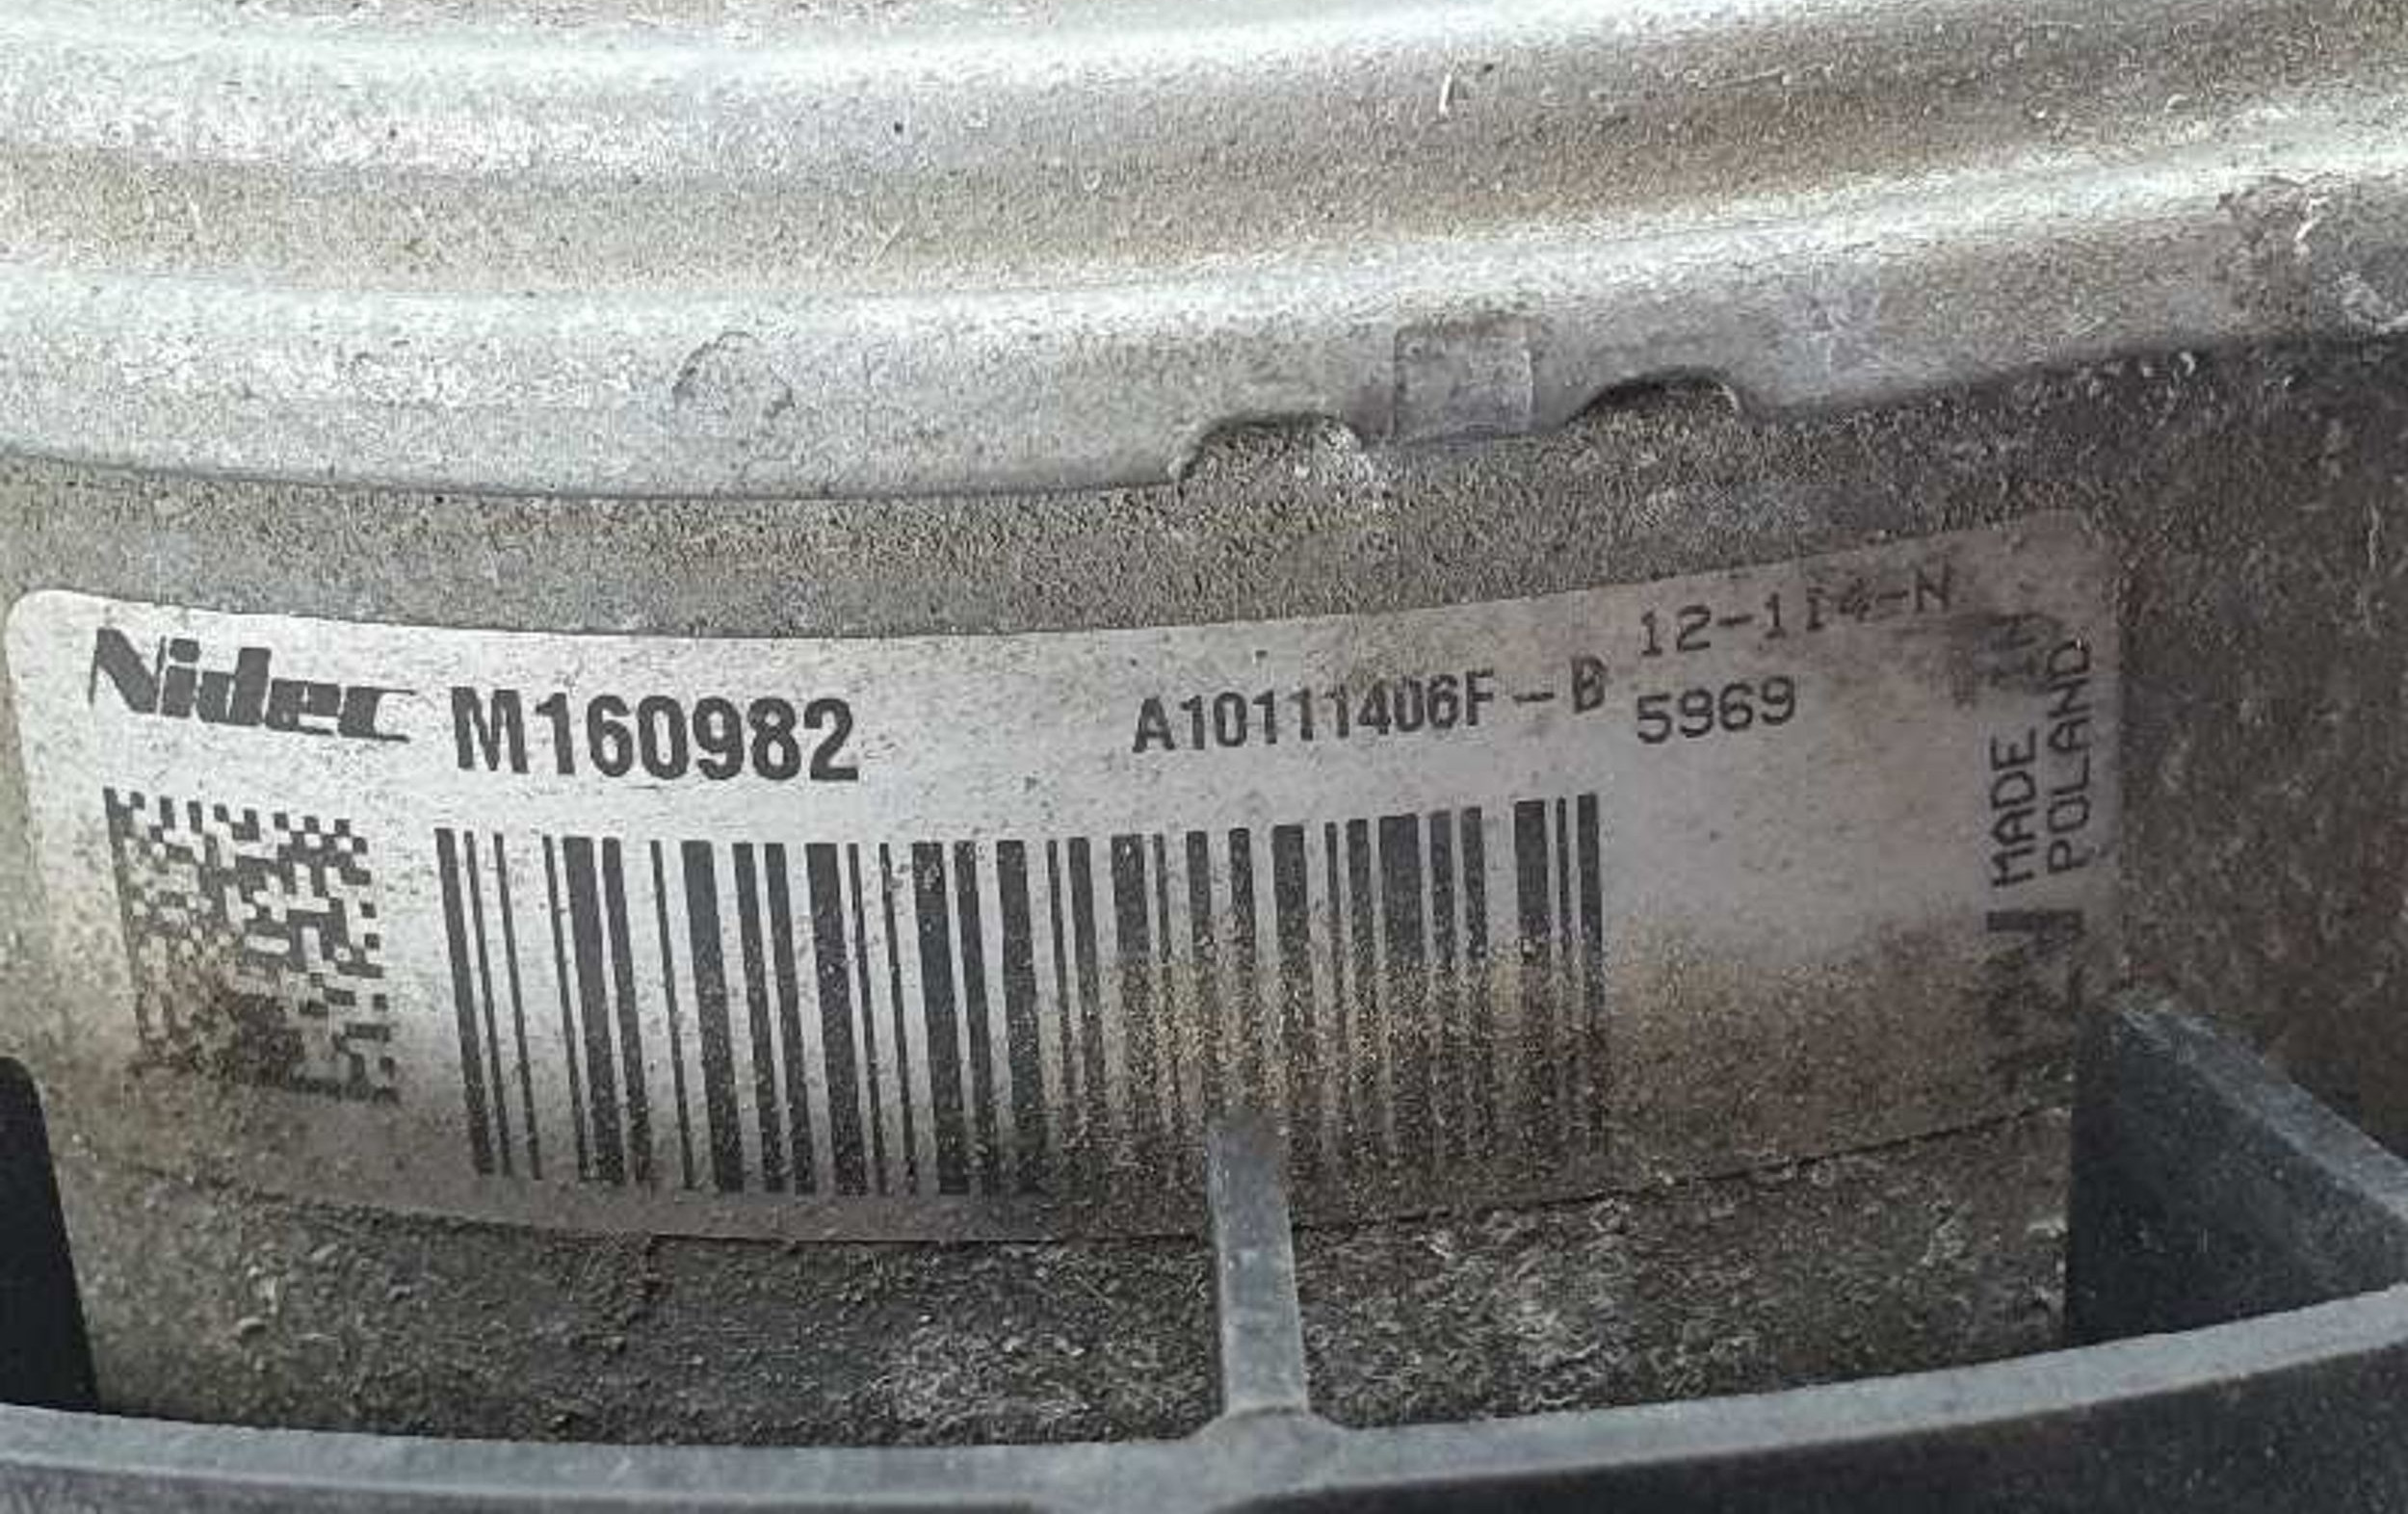 Nidec M160982
A10111406F-B
12-114-N
5969
MADE IN
POLAND